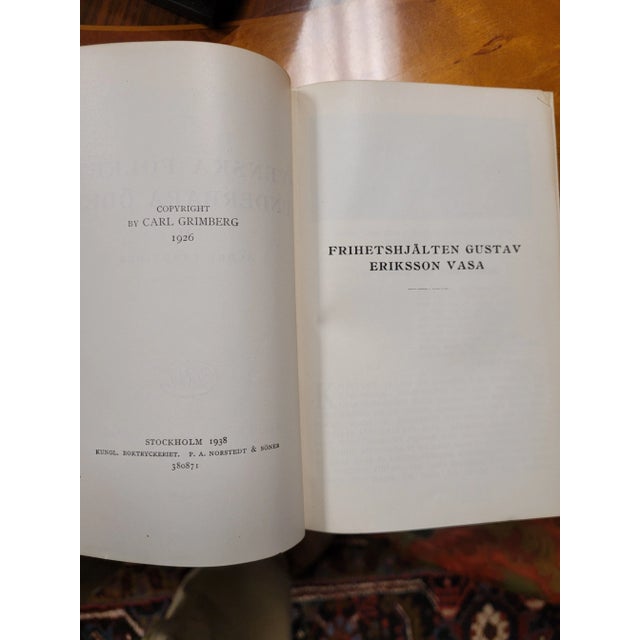 COPYRIGHT
BY CARL GRIMBERG
1926
STOCKHOLM 1938
KUNGL. BOKTRYCKERIET. P. A. NORSTEDT & SÖNER
380871
FRIHETSHJÄLTEN GUSTAV
ERIKSSON VASA